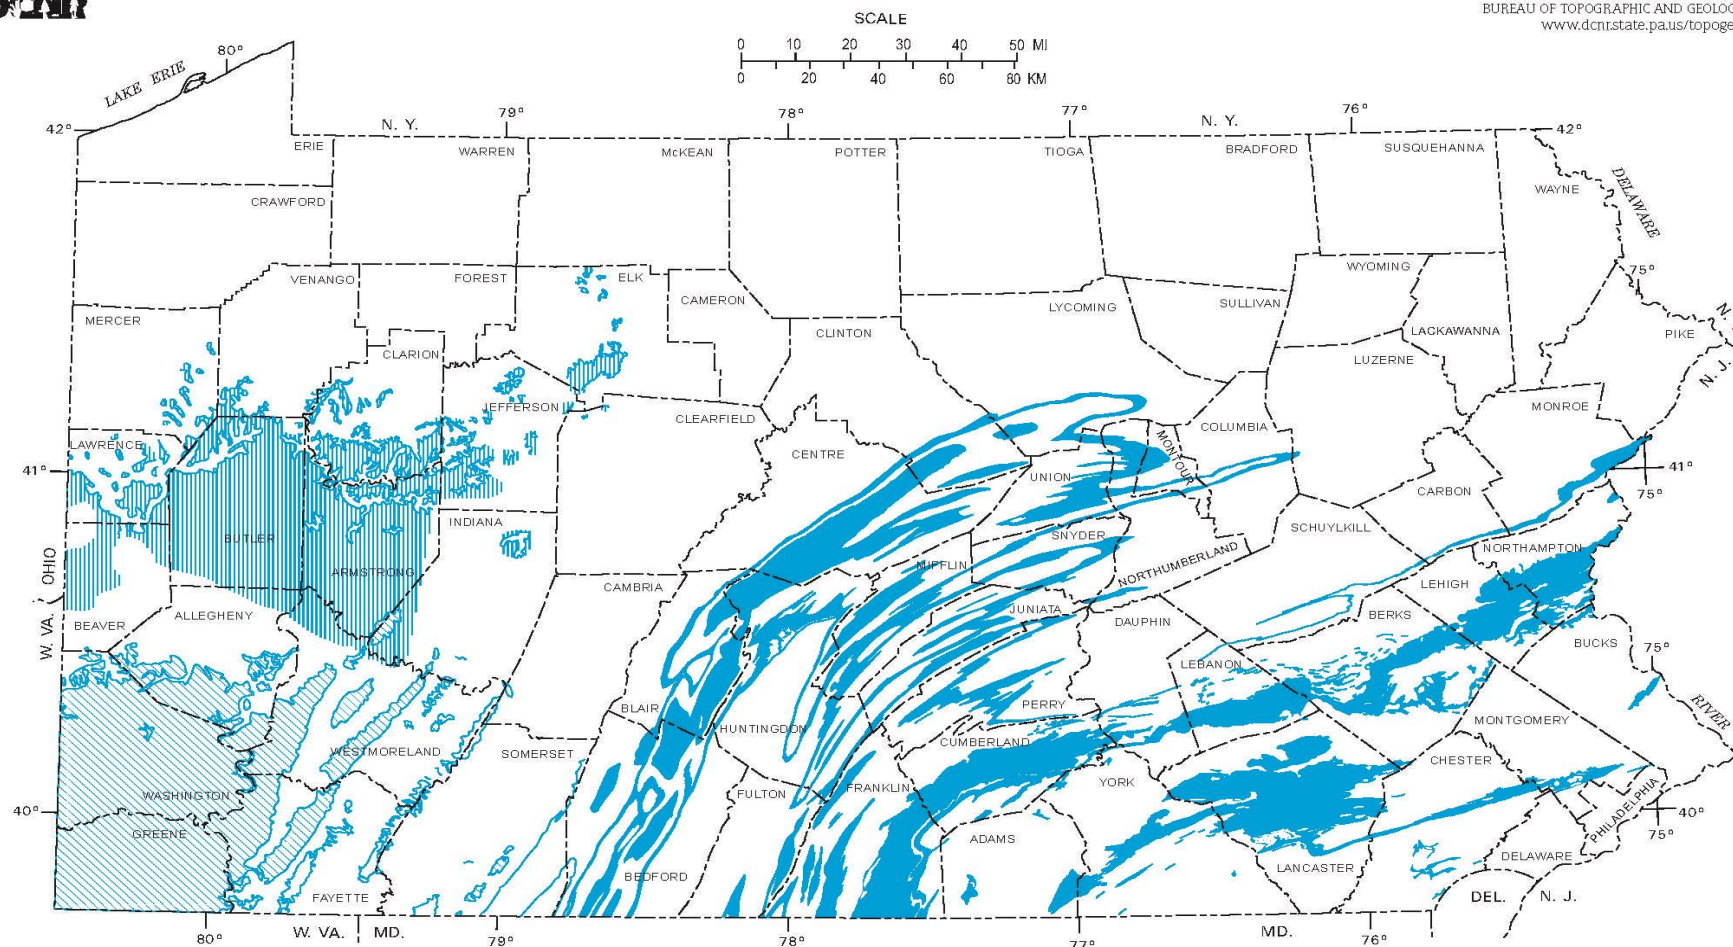 BUREAU OF TOPOGRAPHIC AND GEOLOG
www.dcnr.state.pa.us/topoge
SCALE
0 10 20 30 40 50 MI
0 20 40 60 80 KM
LAKE ERIE
80°
79°
78°
77°
76°
42°
N. Y.
N. Y.
42°
ERIE
WARREN
McKEAN
POTTER
TIOGA
BRADFORD
SUSQUEHANNA
WAYNE
DELAWARE
CRAWFORD
VENANGO
FOREST
ELK
CAMERON
WYOMING
75°
MERCER
CLARION
CLINTON
LYCOMING
SULLIVAN
LACKAWANNA
LUZERNE
PIKE
N. J.
JEFFERSON
CLEARFIELD
MONROE
LAWRENCE
CENTRE
COLUMBIA
MONTOUR
41°
UNION
CARBON
41°
75°
INDIANA
SCHUYLKILL
BUTLER
SNYDER
NORTHUMBERLAND
NORTHAMPTON
OHIO
ARMSTRONG
CAMBRIA
MIFFLIN
LEHIGH
W. VA.
BEAVER
ALLEGHENY
JUNIATA
DAUPHIN
BERKS
BUCKS
75°
LEBANON
BLAIR
HUNTINGDON
PERRY
MONTGOMERY
RIVER
WESTMORELAND
SOMERSET
CUMBERLAND
CHESTER
WASHINGTON
FULTON
FRANKLIN
YORK
PHILADELPHIA
40°
40°
75°
GREENE
ADAMS
BEDFORD
LANCASTER
DELAWARE
FAYETTE
DEL.
N. J.
80°
W. VA.
MD.
79°
78°
77°
MD.
76°